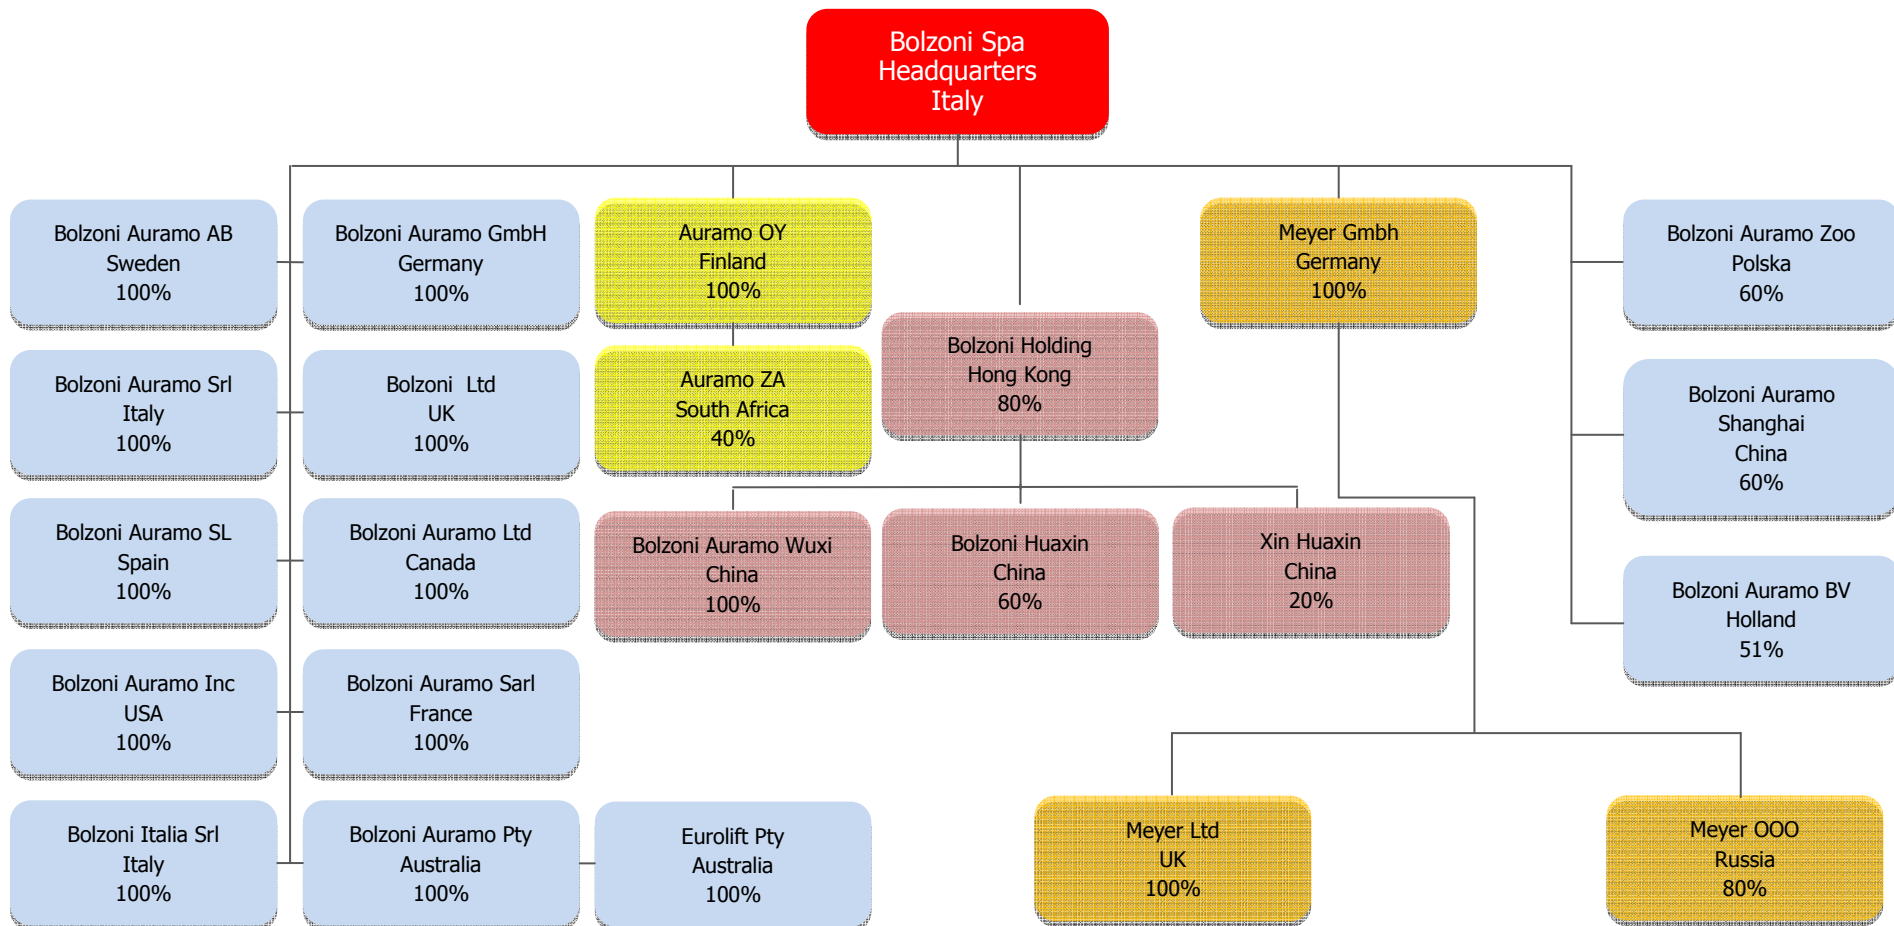 Bolzoni Spa
Headquarters
Italy
Bolzoni Auramo AB
Sweden
100%
Bolzoni Auramo GmbH
Germany
100%
Auramo OY
Finland
100%
Meyer Gmbh
Germany
100%
Bolzoni Auramo Zoo
Polska
60%
Bolzoni Holding
Hong Kong
80%
Bolzoni Auramo Srl
Italy
100%
Bolzoni  Ltd
UK
100%
Auramo ZA
South Africa
40%
Bolzoni Auramo
Shanghai
China
60%
Bolzoni Auramo SL
Spain
100%
Bolzoni Auramo Ltd
Canada
100%
Bolzoni Auramo Wuxi
China
100%
Bolzoni Huaxin
China
60%
Xin Huaxin
China
20%
Bolzoni Auramo BV
Holland
51%
Bolzoni Auramo Inc
USA
100%
Bolzoni Auramo Sarl
France
100%
Bolzoni Italia Srl
Italy
100%
Bolzoni Auramo Pty
Australia
100%
Eurolift Pty
Australia
100%
Meyer Ltd
UK
100%
Meyer OOO
Russia
80%